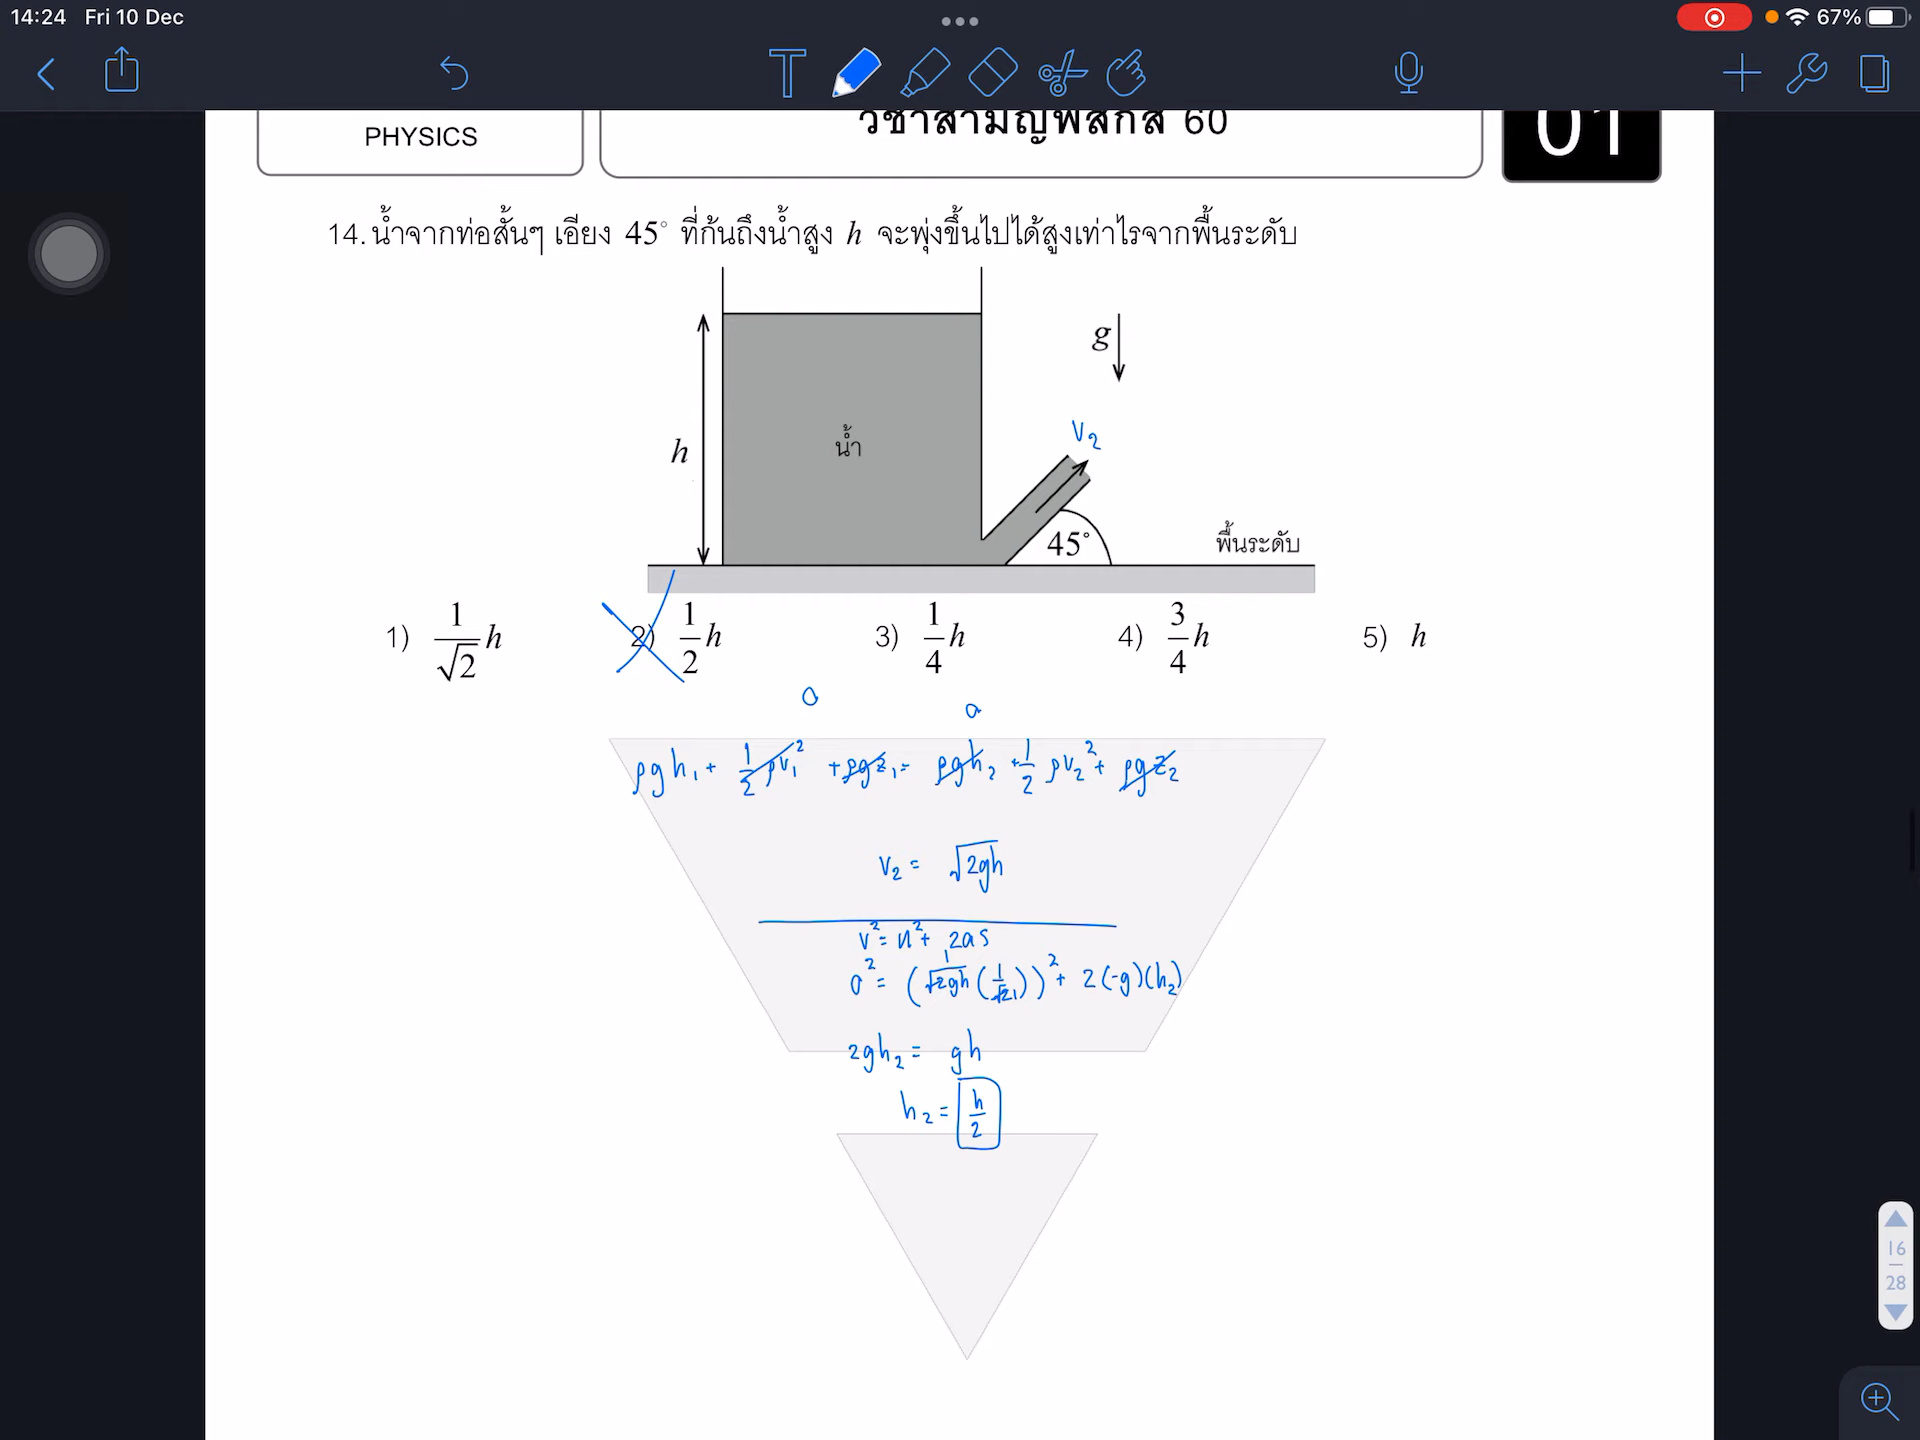 14:24 Fri 10 Dec
67%
PHYSICS
วิชาสามัญฟิสิกส์ 60
01
14. น้ำจากท่อสั้นๆ เอียง 45° ที่ก้นถังน้ำสูง h จะพุ่งขึ้นไปได้สูงเท่าไรจากพื้นระดับ
g
v₂
h
น้ำ
45°
พื้นระดับ
1) 1/√2 h 2) 1/2 h 3) 1/4 h 4) 3/4 h 5) h
0 0
ρgh₁ + 1/2 ρv₁² + ρgz₁ = ρgh₂ + 1/2 ρv₂² + ρgz₂
v₂ = √2gh
v² = u² + 2as
0² = (√2gh (1/√2))² + 2(-g)(h₂)
2gh₂ = gh
h₂ = h/2
16
28